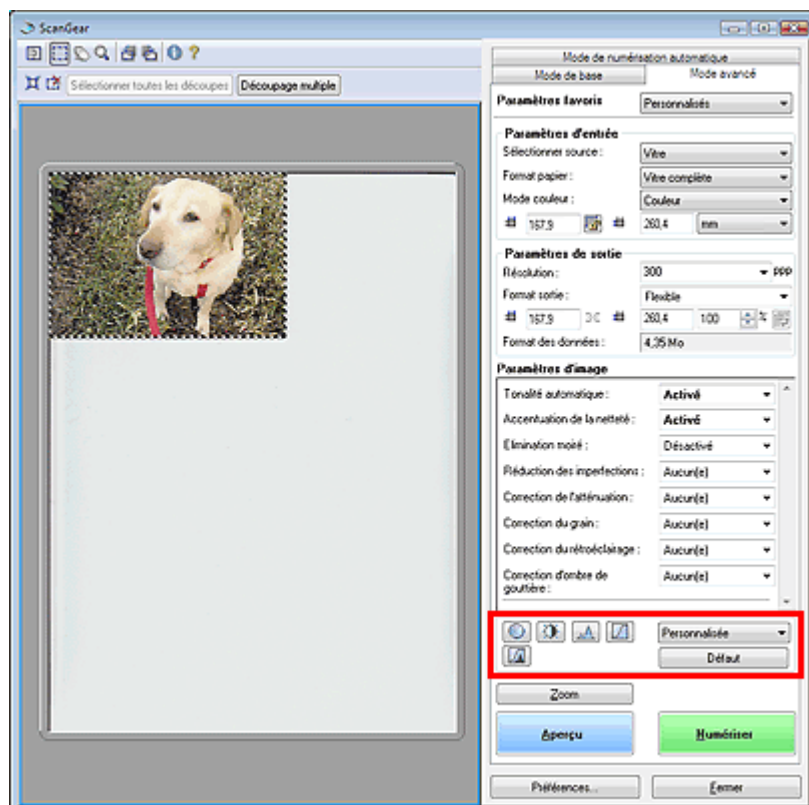 ScanGear
Sélectionner toutes les découpes Découpage multiple
Mode de numérisation automatique
Mode de base Mode avancé
Paramètres favoris Personnalisés
Paramètres d'entrée
Sélectionner source : Vitre
Format papier : Vitre complète
Mode couleur : Couleur
167,9 260,4 mm
Paramètres de sortie
Résolution : 300 PPP
Format sortie : Flexible
167,9 260,4 100 %
Format des données : 4,35 Mo
Paramètres d'image
Tonalité automatique : Activé
Accentuation de la netteté : Activé
Elimination moiré : Désactivé
Réduction des imperfections : Aucun(e)
Correction de l'atténuation : Aucun(e)
Correction du grain : Aucun(e)
Correction du rétroéclairage : Aucun(e)
Correction d'ombre de Aucun(e)
gouttière :
Personnalisée
Défaut
Zoom
Aperçu Numériser
Préférences... Fermer